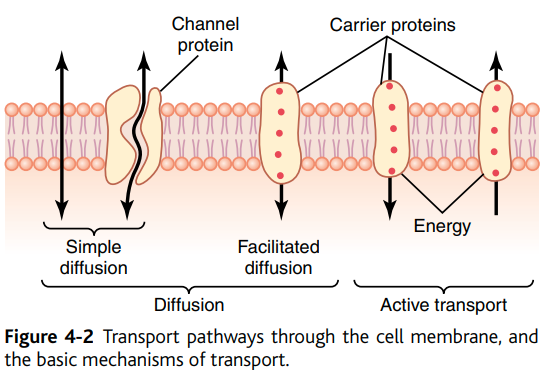 Channel
protein
Carrier proteins
Energy
Simple
diffusion
Facilitated
diffusion
Diffusion
Active transport
Figure 4-2 Transport pathways through the cell membrane, and
the basic mechanisms of transport.